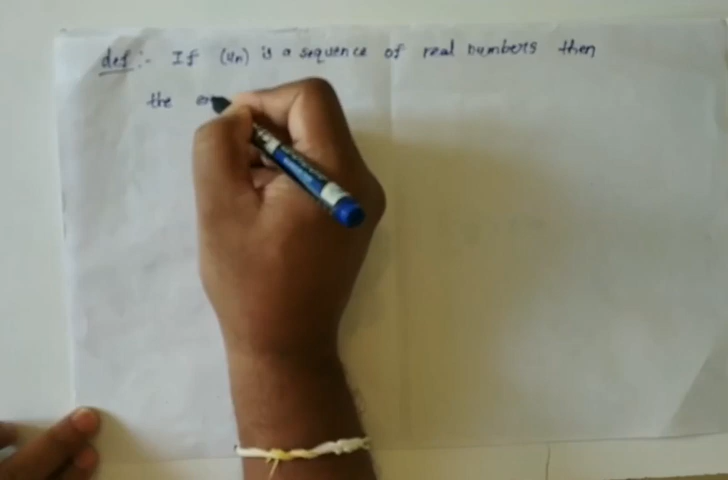 def :- If (un) is a sequence of real numbers then
the